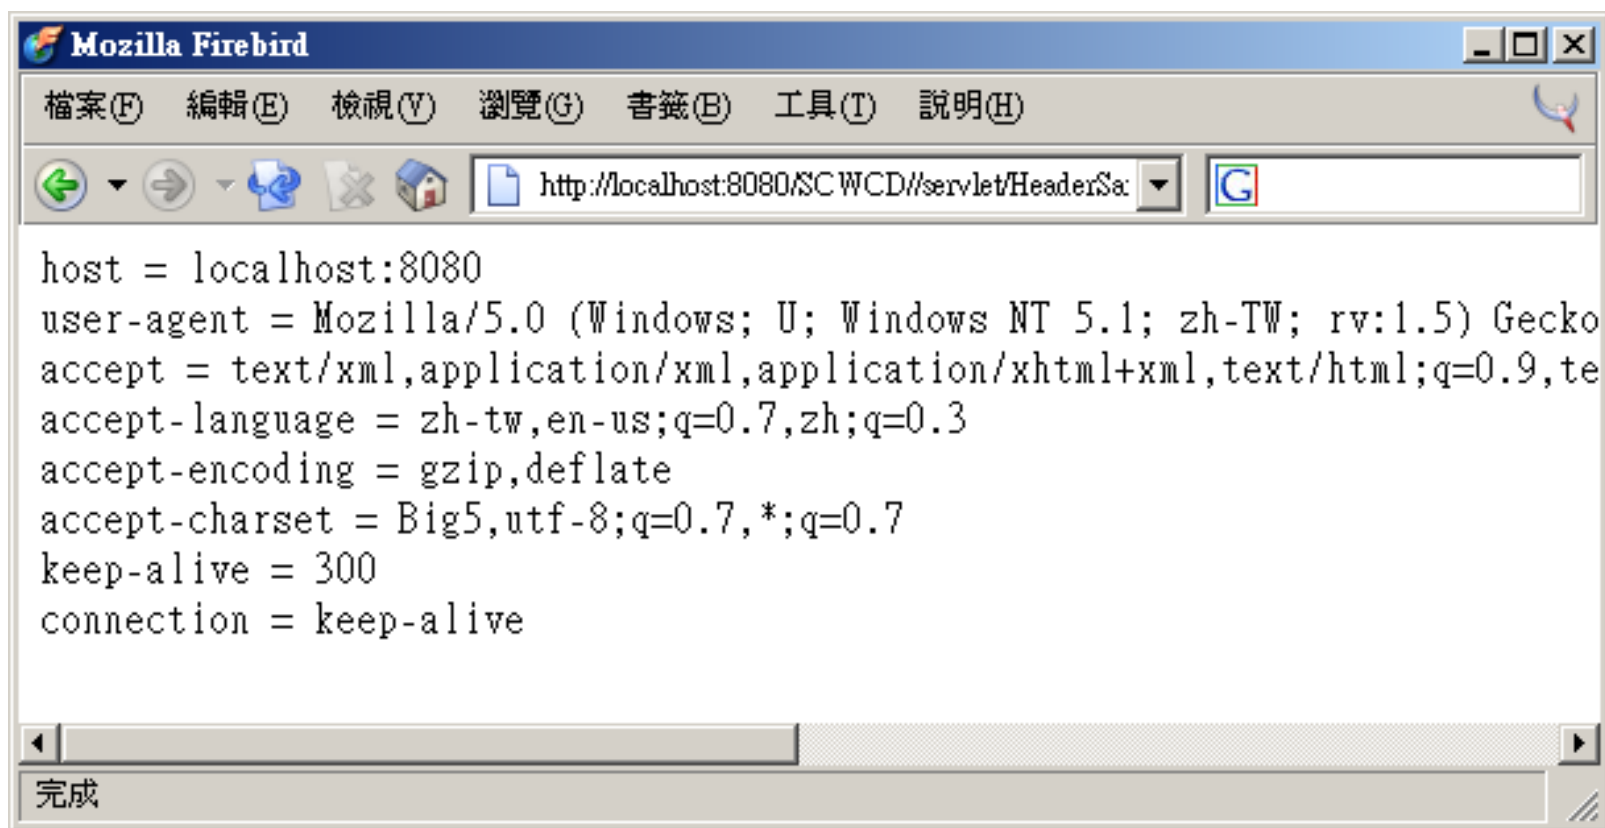 Mozilla Firebird
檔案(F) 編輯(E) 檢視(V) 瀏覽(G) 書籤(B) 工具(T) 說明(H)
http://localhost:8080/SCWCD//servlet/HeaderSa
host = localhost:8080
user-agent = Mozilla/5.0 (Windows; U; Windows NT 5.1; zh-TW; rv:1.5) Gecko
accept = text/xml,application/xml,application/xhtml+xml,text/html;q=0.9,te
accept-language = zh-tw,en-us;q=0.7,zh;q=0.3
accept-encoding = gzip,deflate
accept-charset = Big5,utf-8;q=0.7,*;q=0.7
keep-alive = 300
connection = keep-alive
完成